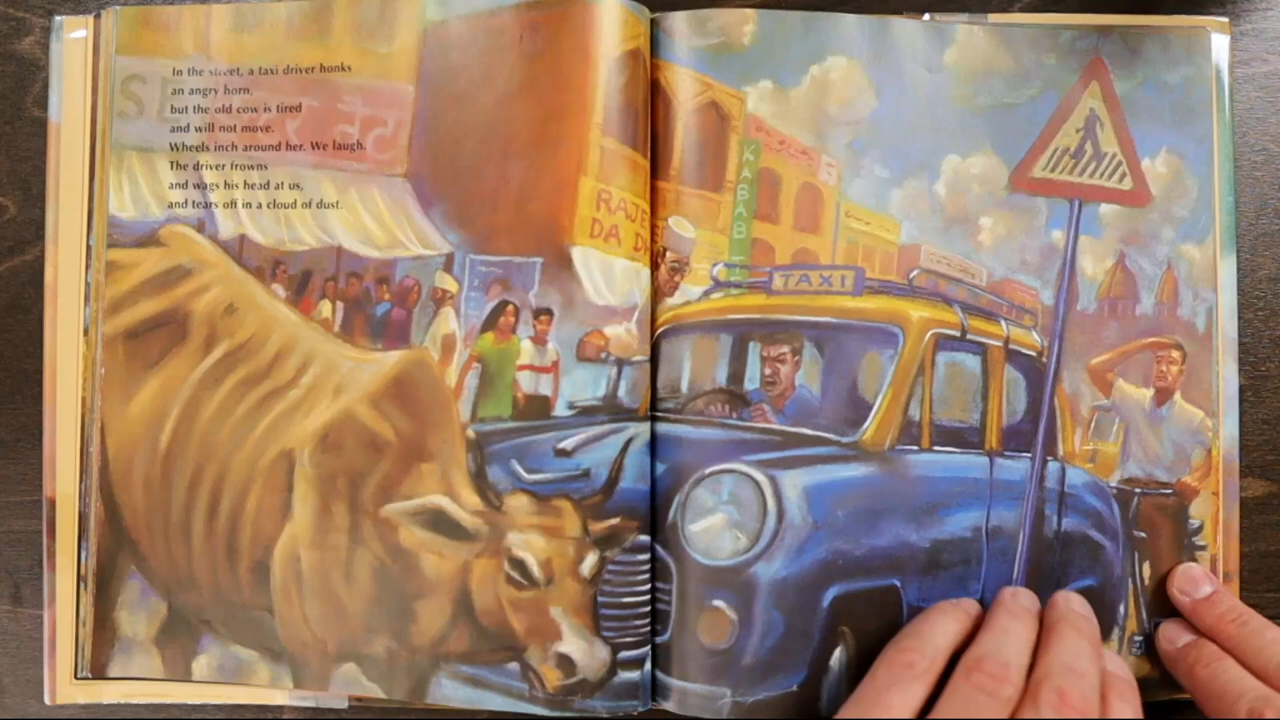 In the street, a taxi driver honks
an angry horn,
but the old cow is tired
and will not move.
Wheels inch around her. We laugh.
The driver frowns
and wags his head at us,
and tears off in a cloud of dust.
RAJE
DA D
KABAB
TAXI